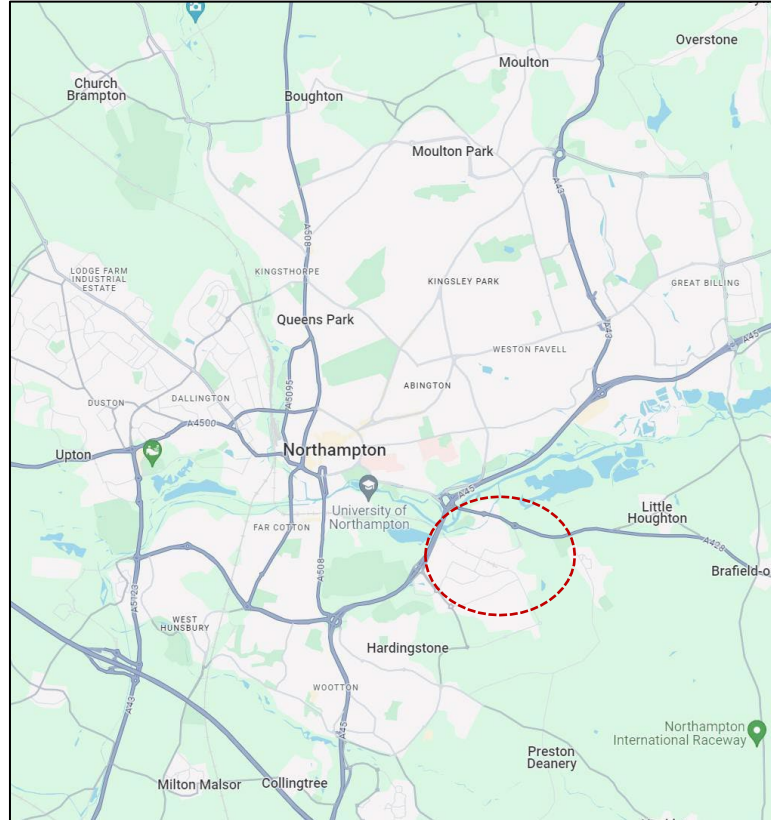 Overstone
Moulton
Church
Brampton
Boughton
Moulton Park
A43
A508
LODGE FARM
INDUSTRIAL
ESTATE
KINGSTHORPE
KINGSLEY PARK
GREAT BILLING
Queens Park
A43
A45
WESTON FAVELL
ABINGTON
A5095
DUSTON
DALLINGTON
A4500
Upton
Northampton
A45
University of
Northampton
Little
Houghton
FAR COTTON
A508
A428
Brafield-o
A5123
WEST
HUNSBURY
Hardingstone
WOOTTON
A43
A45
Northampton
International Raceway
Preston
Deanery
Milton Malsor
Collingtree